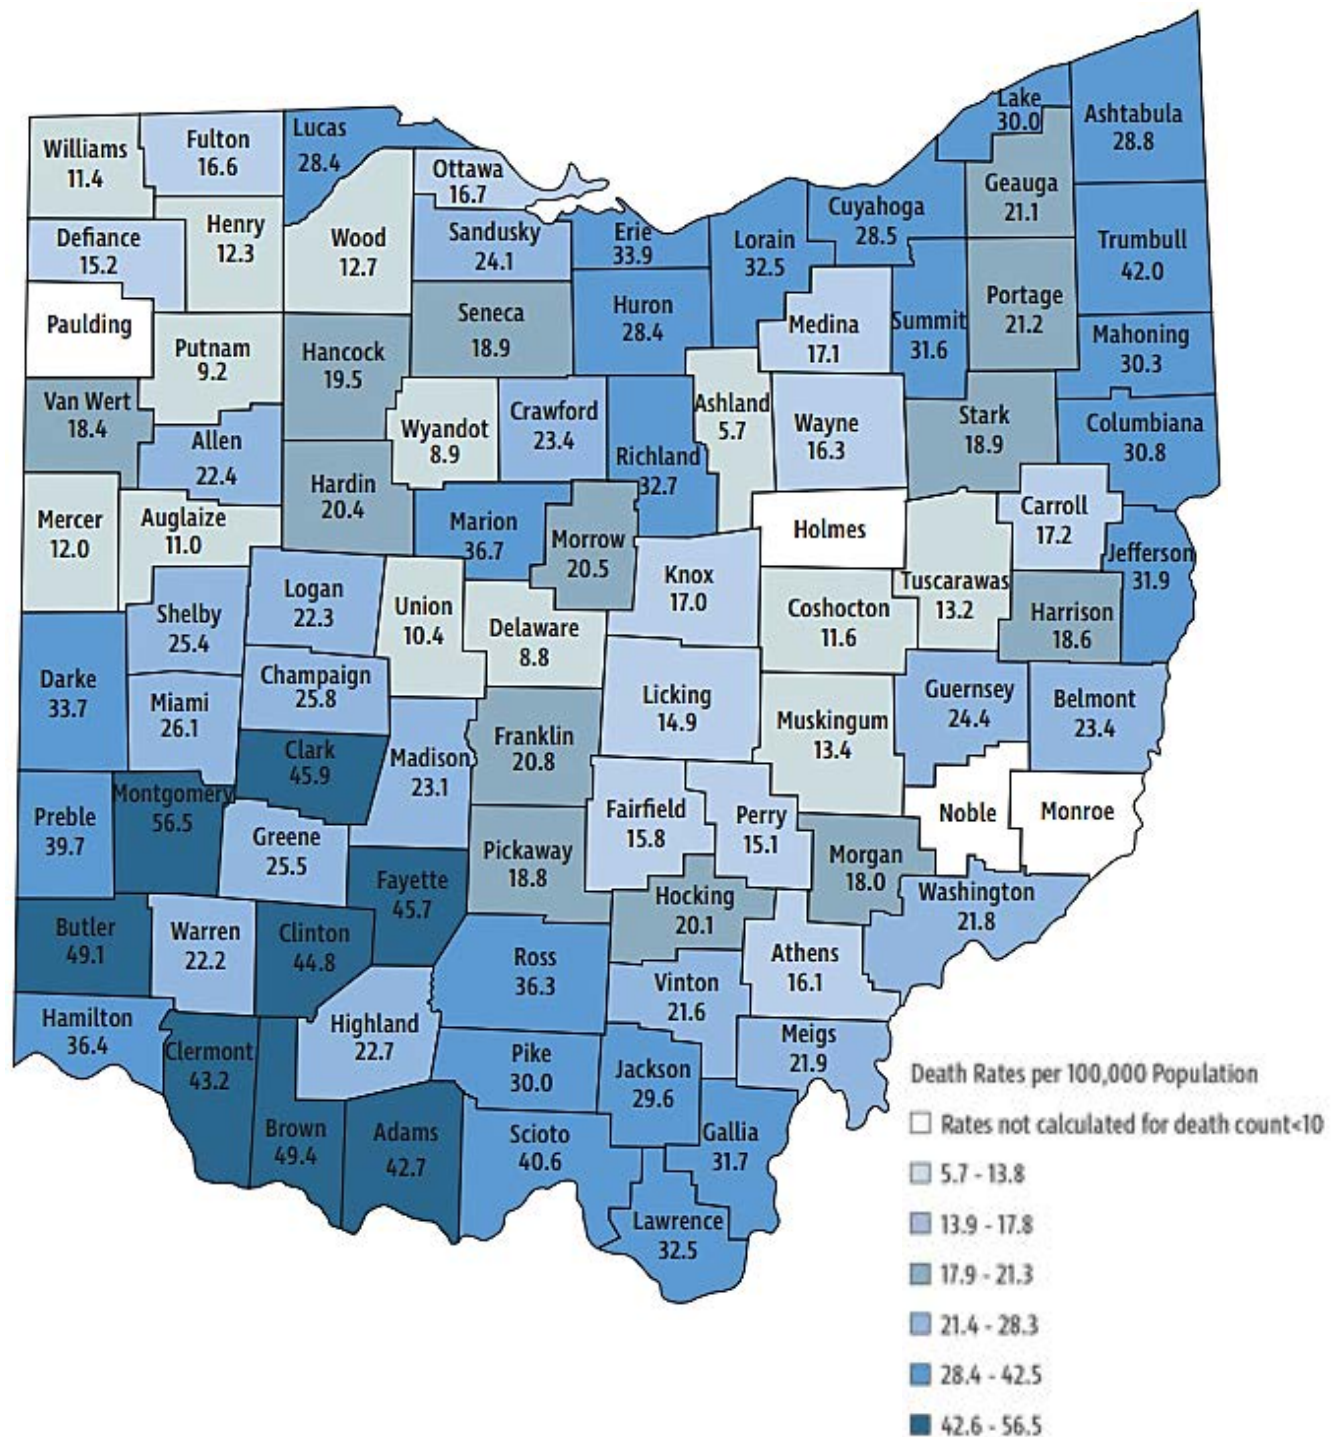 Lake
30.0
Ashtabula
28.8
Williams
11.4
Fulton
16.6
Lucas
28.4
Ottawa
16.7
Geauga
21.1
Defiance
15.2
Henry
12.3
Wood
12.7
Sandusky
24.1
Erie
33.9
Lorain
32.5
Cuyahoga
28.5
Trumbull
42.0
Paulding
Putnam
9.2
Hancock
19.5
Seneca
18.9
Huron
28.4
Medina
17.1
Summit
31.6
Portage
21.2
Mahoning
30.3
Van Wert
18.4
Allen
22.4
Wyandot
8.9
Crawford
23.4
Richland
32.7
Ashland
5.7
Wayne
16.3
Stark
18.9
Columbiana
30.8
Mercer
12.0
Auglaize
11.0
Hardin
20.4
Marion
36.7
Morrow
20.5
Holmes
Carroll
17.2
Jefferson
31.9
Shelby
25.4
Logan
22.3
Union
10.4
Delaware
8.8
Knox
17.0
Coshocton
11.6
Tuscarawas
13.2
Harrison
18.6
Darke
33.7
Miami
26.1
Champaign
25.8
Licking
14.9
Muskingum
13.4
Guernsey
24.4
Belmont
23.4
Clark
45.9
Madison
23.1
Franklin
20.8
Preble
39.7
Montgomery
56.5
Greene
25.5
Fayette
45.7
Pickaway
18.8
Fairfield
15.8
Perry
15.1
Morgan
18.0
Noble
Monroe
Butler
49.1
Warren
22.2
Clinton
44.8
Ross
36.3
Hocking
20.1
Athens
16.1
Washington
21.8
Hamilton
36.4
Clermont
43.2
Highland
22.7
Pike
30.0
Vinton
21.6
Jackson
29.6
Meigs
21.9
Brown
49.4
Adams
42.7
Scioto
40.6
Gallia
31.7
Lawrence
32.5
Death Rates per 100,000 Population
Rates not calculated for death count<10
5.7 - 13.8
13.9 - 17.8
17.9 - 21.3
21.4 - 28.3
28.4 - 42.5
42.6 - 56.5